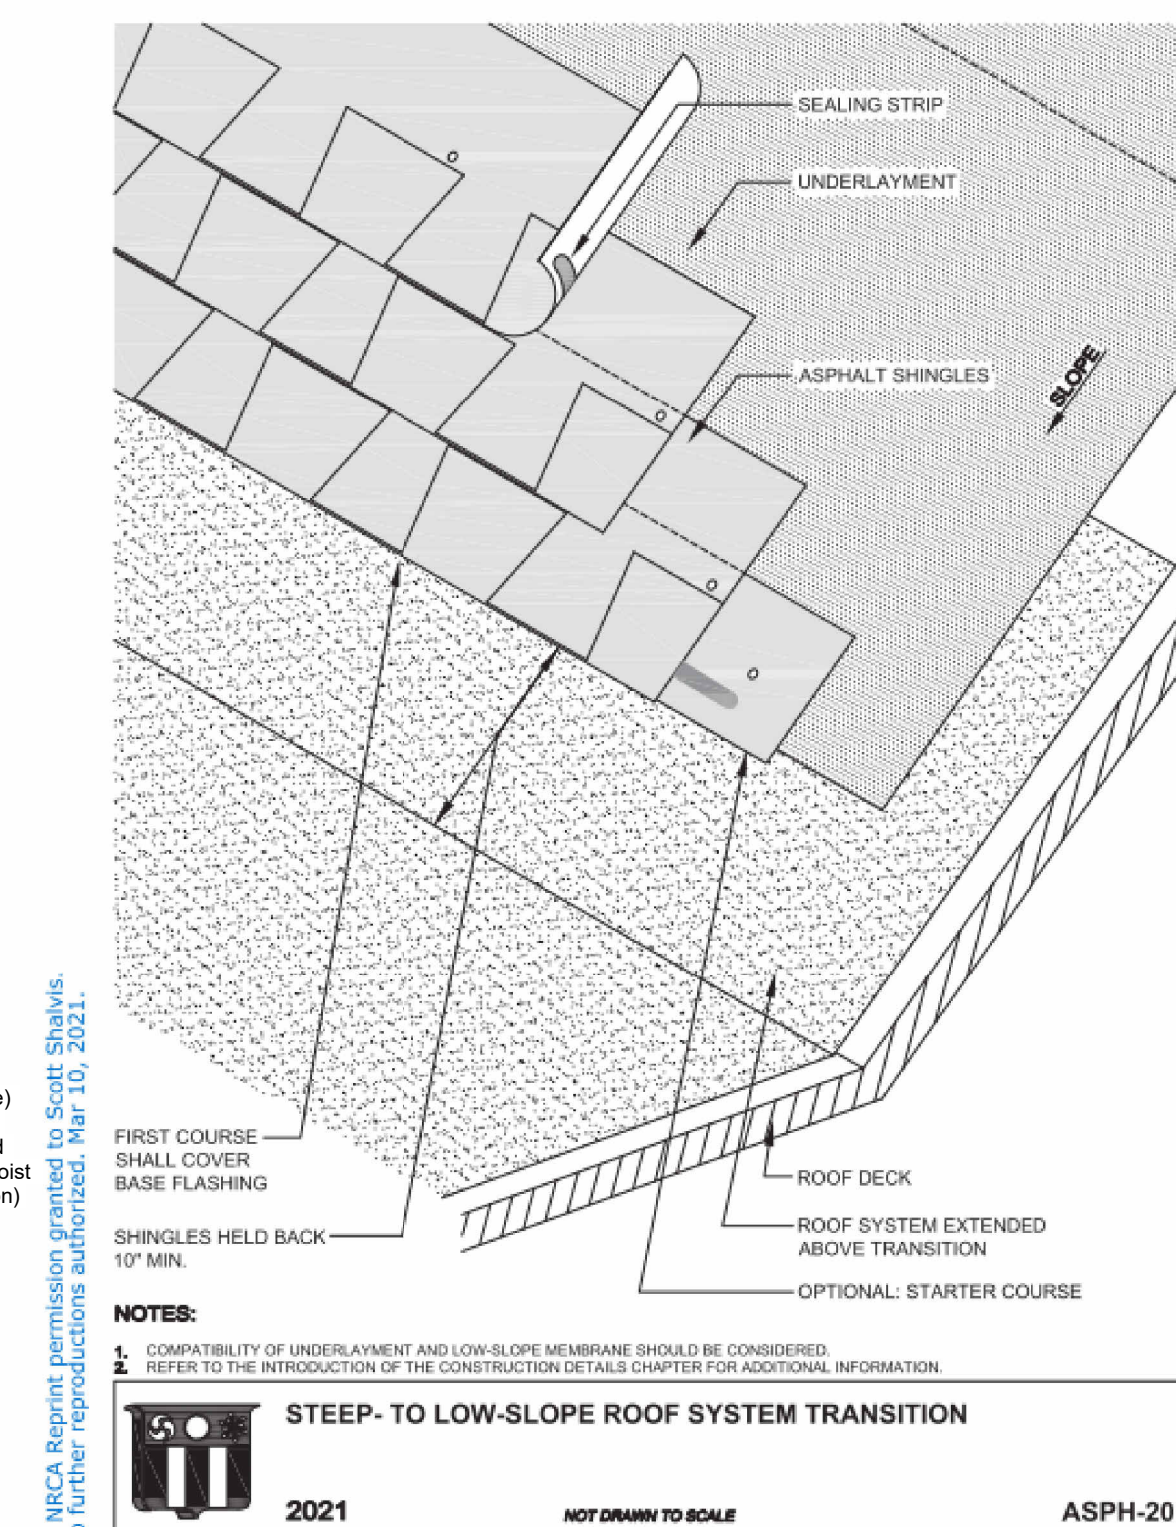 SEALING STRIP
UNDERLAYMENT
ASPHALT SHINGLES
SLOPE
FIRST COURSE
SHALL COVER
BASE FLASHING
SHINGLES HELD BACK
10" MIN.
ROOF DECK
ROOF SYSTEM EXTENDED
ABOVE TRANSITION
OPTIONAL: STARTER COURSE
NOTES:
1. COMPATIBILITY OF UNDERLAYMENT AND LOW-SLOPE MEMBRANE SHOULD BE CONSIDERED.
2. REFER TO THE INTRODUCTION OF THE CONSTRUCTION DETAILS CHAPTER FOR ADDITIONAL INFORMATION.
STEEP- TO LOW-SLOPE ROOF SYSTEM TRANSITION
2021
NOT DRAWN TO SCALE
ASPH-20
NRCA Reprint permission granted to Scott Shalvis.
further reproductions authorized. Mar 10, 2021.